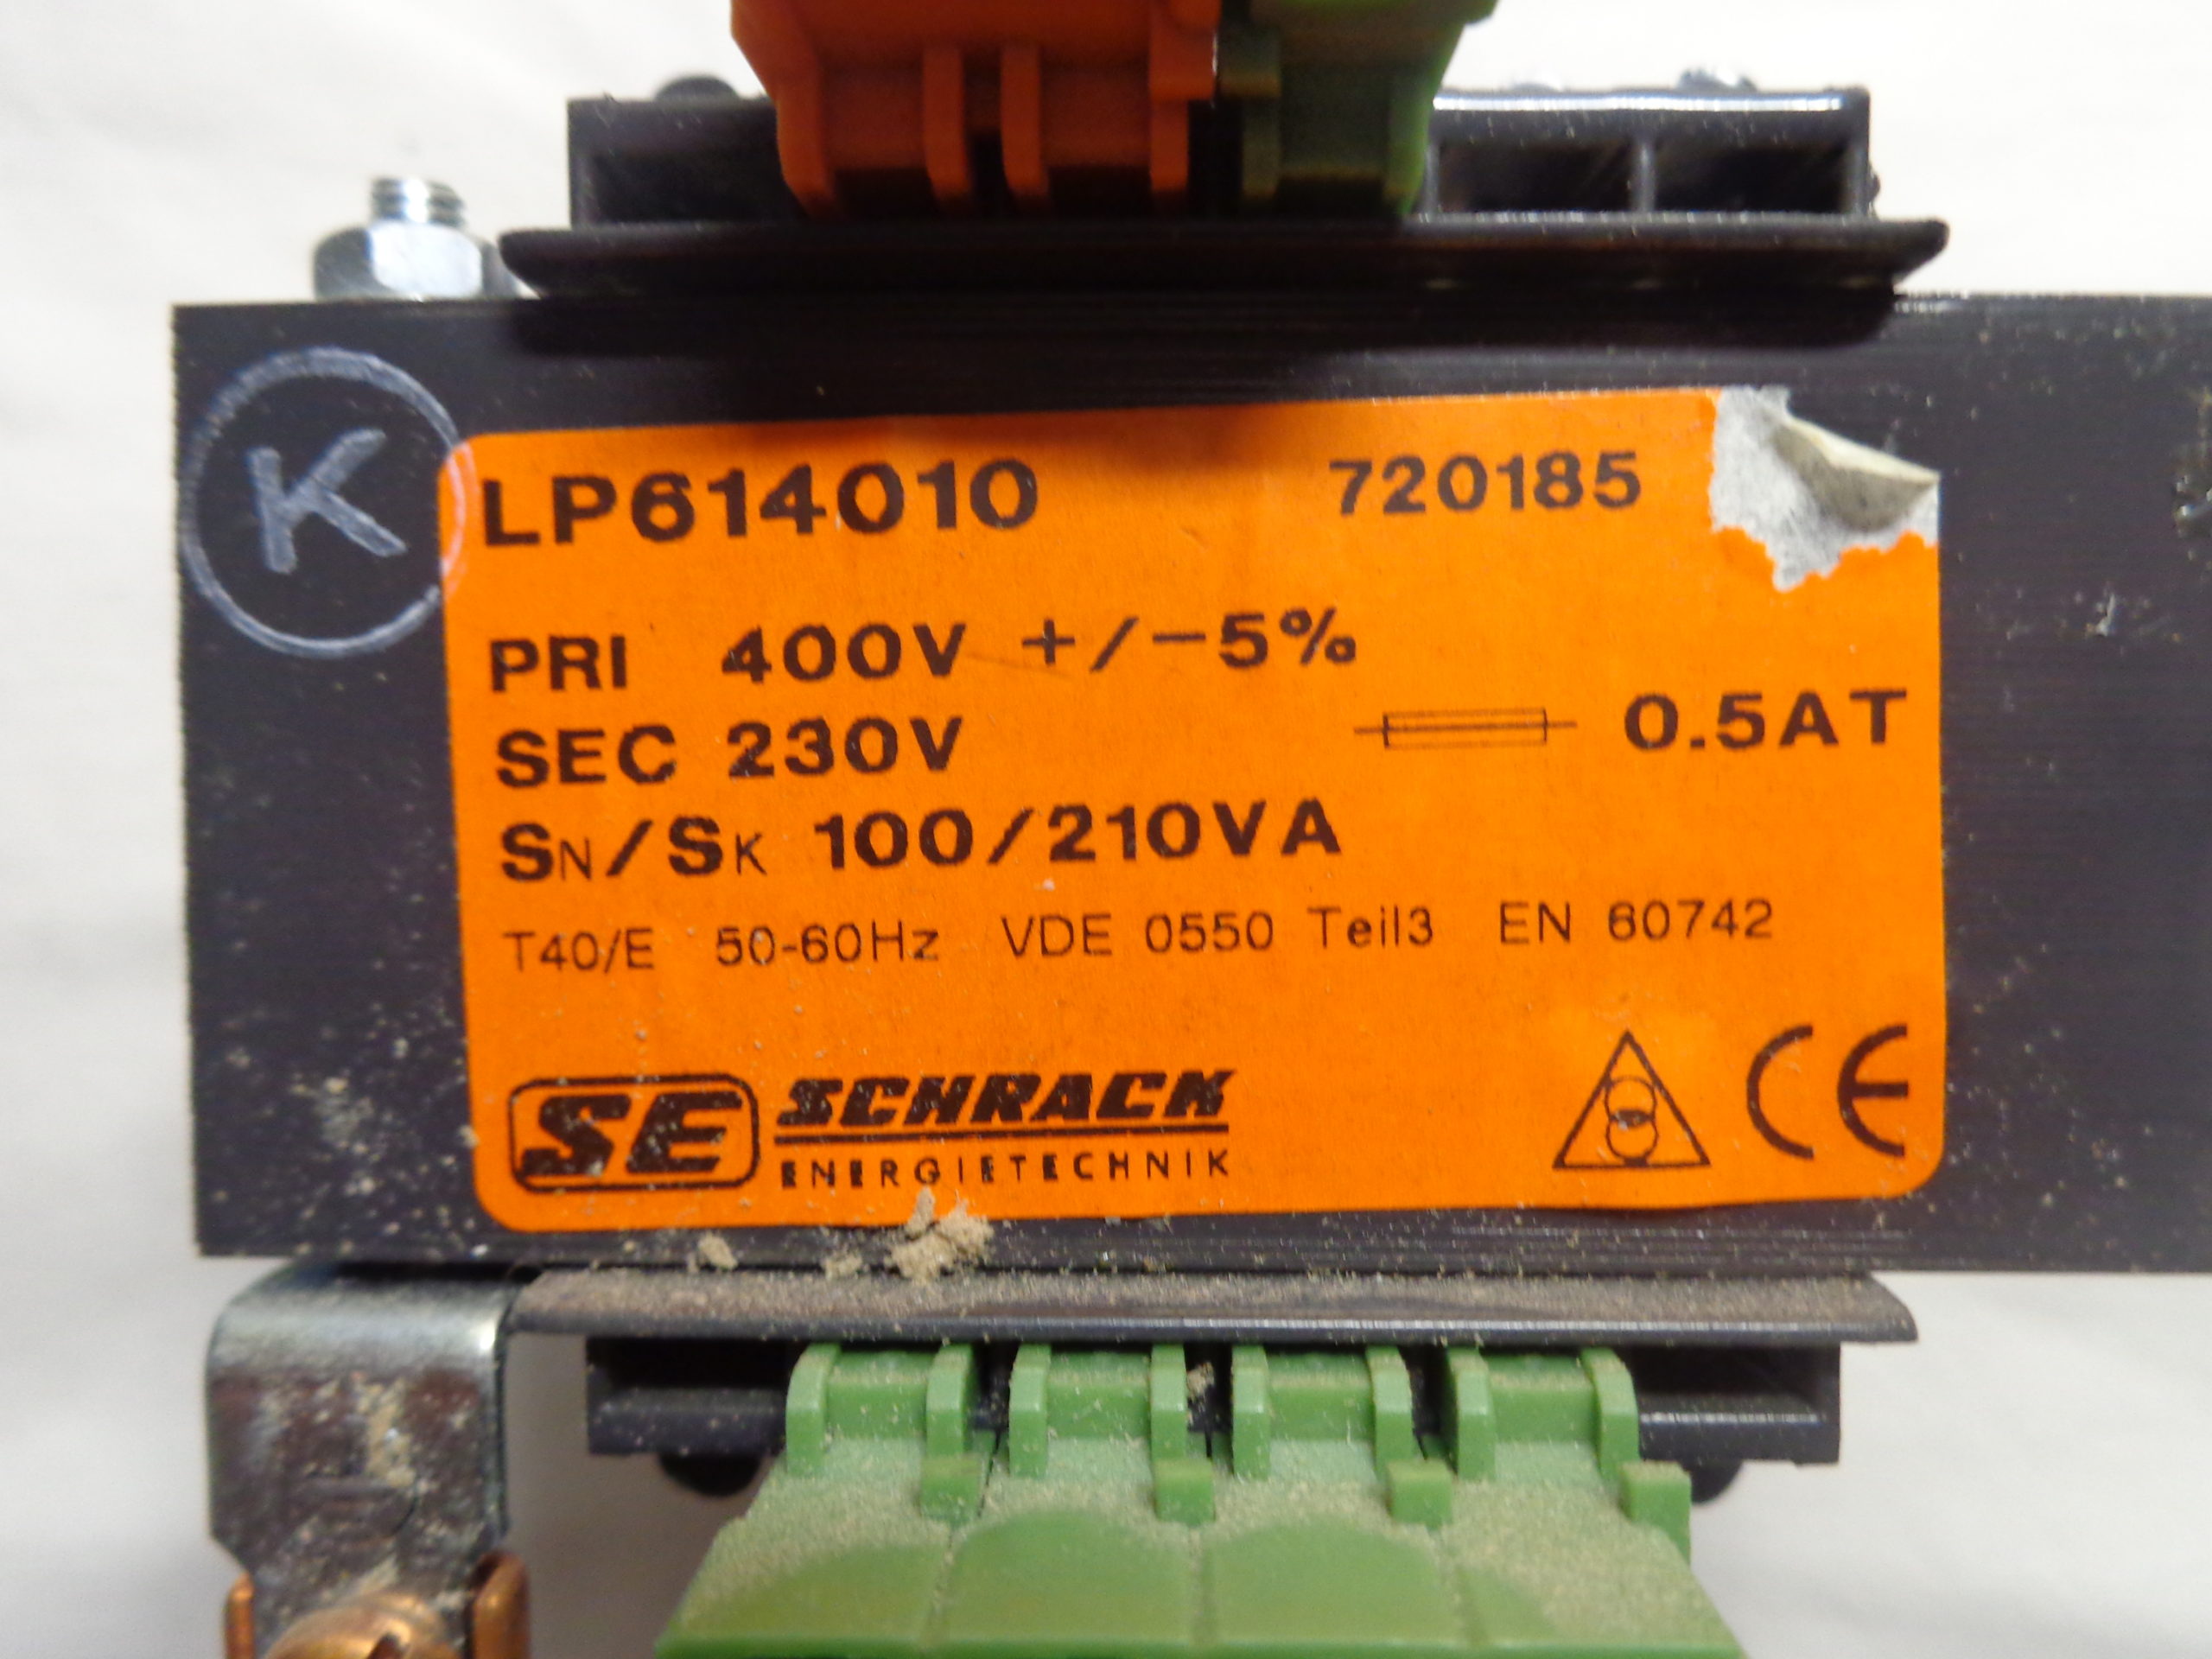 K
LP614010 720185
PRI 400V +/-5%
SEC 230V 0.5AT
SN/SK 100/210VA
T40/E 50-60Hz VDE 0550 Teil3 EN 60742
SE SCHRACK
ENERGIETECHNIK
CE